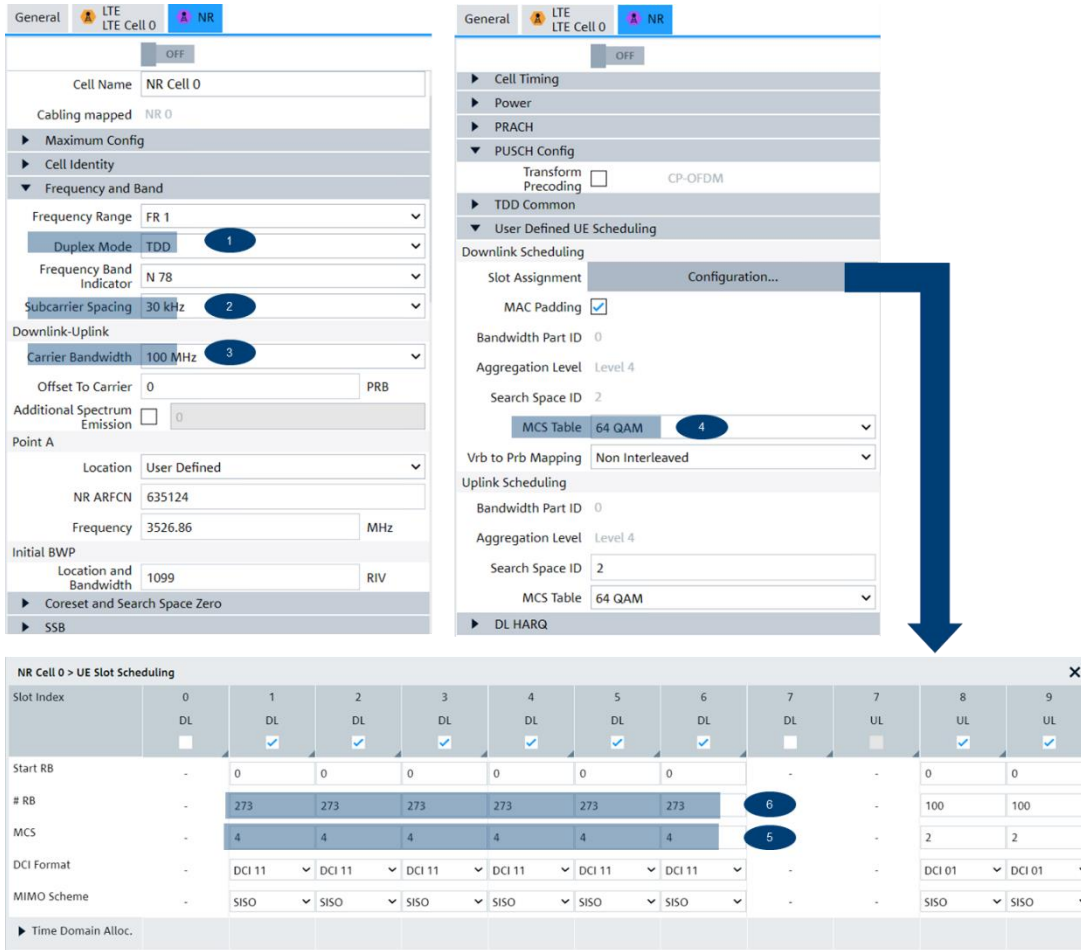 General
LTE
LTE Cell 0
NR
OFF
Cell Name NR Cell 0
Cabling mapped NR 0
Maximum Config
Cell Identity
Frequency and Band
Frequency Range FR 1
Duplex Mode TDD 1
Frequency Band
Indicator N 78
Subcarrier Spacing 30 kHz 2
Downlink-Uplink
Carrier Bandwidth 100 MHz 3
Offset To Carrier 0 PRB
Additional Spectrum
Emission 0
Point A
Location User Defined
NR ARFCN 635124
Frequency 3526.86 MHz
Initial BWP
Location and
Bandwidth 1099 RIV
Coreset and Search Space Zero
SSB
General
LTE
LTE Cell 0
NR
OFF
Cell Timing
Power
PRACH
PUSCH Config
Transform
Precoding CP-OFDM
TDD Common
User Defined UE Scheduling
Downlink Scheduling
Slot Assignment Configuration...
MAC Padding
Bandwidth Part ID 0
Aggregation Level Level 4
Search Space ID 2
MCS Table 64 QAM 4
Vrb to Prb Mapping Non Interleaved
Uplink Scheduling
Bandwidth Part ID 0
Aggregation Level Level 4
Search Space ID 2
MCS Table 64 QAM
DL HARQ
NR Cell 0 > UE Slot Scheduling
Slot Index 0 1 2 3 4 5 6 7 7 8 9
DL DL DL DL DL DL DL DL UL UL UL
Start RB - 0 0 0 0 0 0 - - 0 0
# RB - 273 273 273 273 273 273 6 - 100 100
MCS - 4 4 4 4 4 4 5 - 2 2
DCI Format - DCI 11 DCI 11 DCI 11 DCI 11 DCI 11 DCI 11 - - DCI 01 DCI 01
MIMO Scheme - SISO SISO SISO SISO SISO SISO - - SISO SISO
Time Domain Alloc.